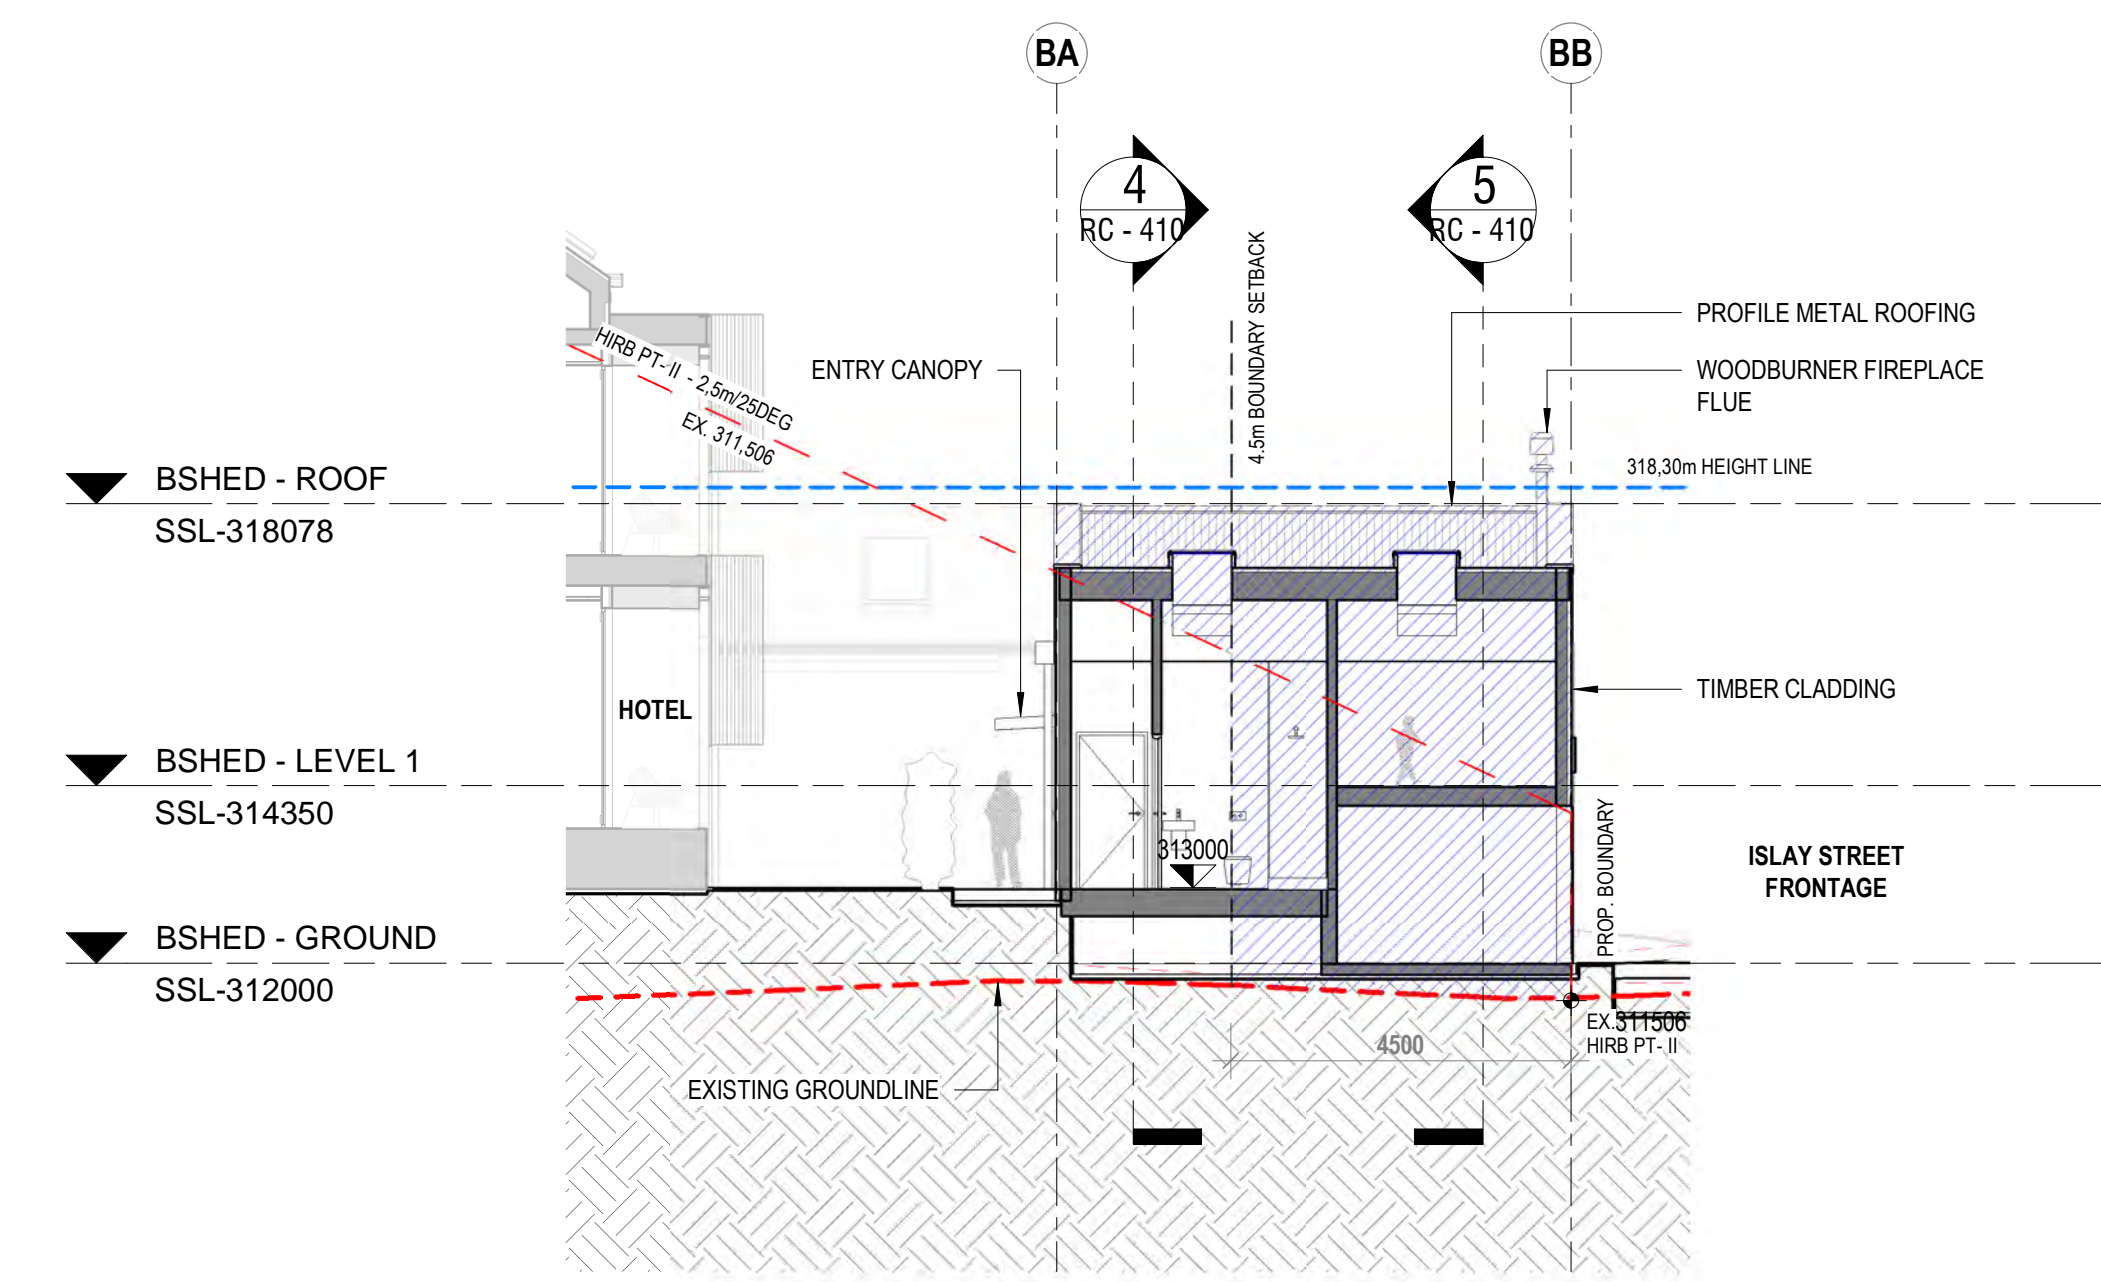 BA
BB
4
RC - 410
5
RC - 410
4.5m BOUNDARY SETBACK
PROFILE METAL ROOFING
HIRB PT- II - 2,5m/25DEG
EX. 311,506
ENTRY CANOPY
WOODBURNER FIREPLACE
FLUE
318,30m HEIGHT LINE
BSHED - ROOF
SSL-318078
TIMBER CLADDING
HOTEL
BSHED - LEVEL 1
SSL-314350
313000
PROP. BOUNDARY
ISLAY STREET
FRONTAGE
BSHED - GROUND
SSL-312000
EX.311506
HIRB PT- II
4500
EXISTING GROUNDLINE